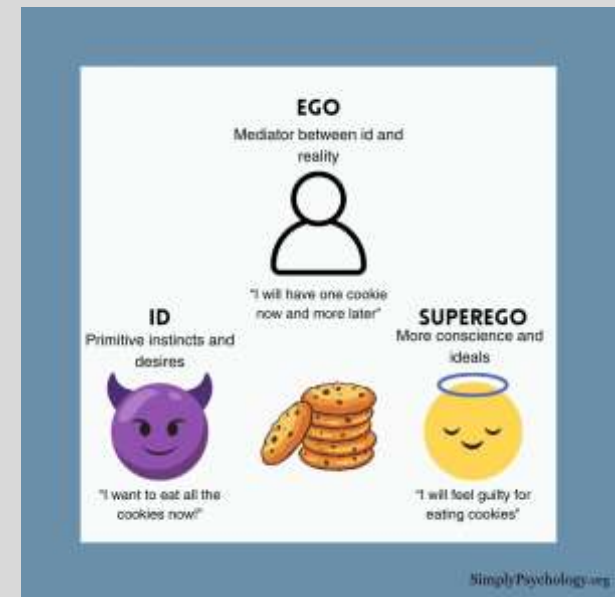 EGO
Mediator between id and
reality
"I will have one cookie
now and more later"
ID
Primitive instincts and
desires
"I want to eat all the
cookies now!"
SUPEREGO
More conscience and
ideals
"I will feel guilty for
eating cookies"
SimplyPsychology.org